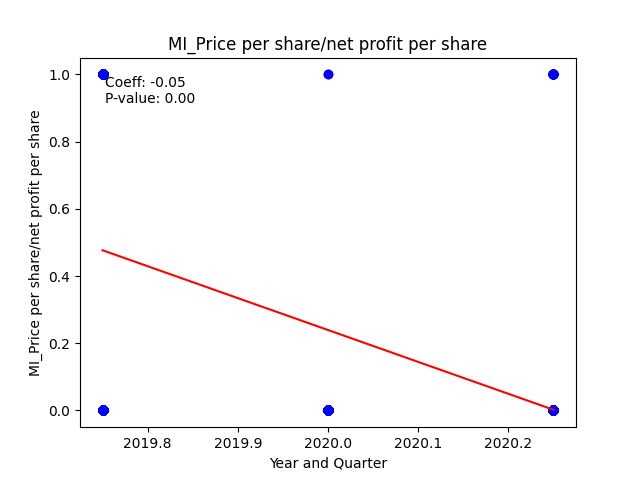 MI_Price per share/net profit per share
Coeff: -0.05
P-value: 0.00
MI_Price per share/net profit per share
1.0
0.8
0.6
0.4
0.2
0.0
2019.8 2019.9 2020.0 2020.1 2020.2
Year and Quarter